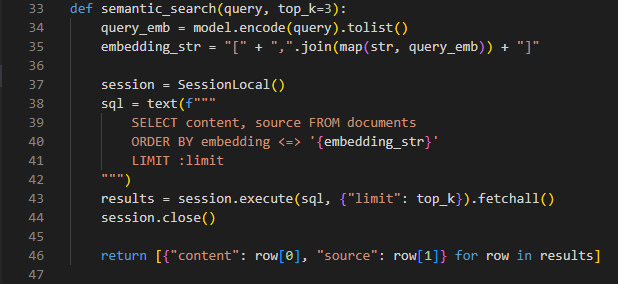 33 def semantic_search(query, top_k=3):
34     query_emb = model.encode(query).tolist()
35     embedding_str = "[" + ",".join(map(str, query_emb)) + "]"
36
37     session = SessionLocal()
38     sql = text(f"""
39         SELECT content, source FROM documents
40         ORDER BY embedding <=> '{embedding_str}'
41         LIMIT :limit
42     """)
43     results = session.execute(sql, {"limit": top_k}).fetchall()
44     session.close()
45
46     return [{"content": row[0], "source": row[1]} for row in results]
47